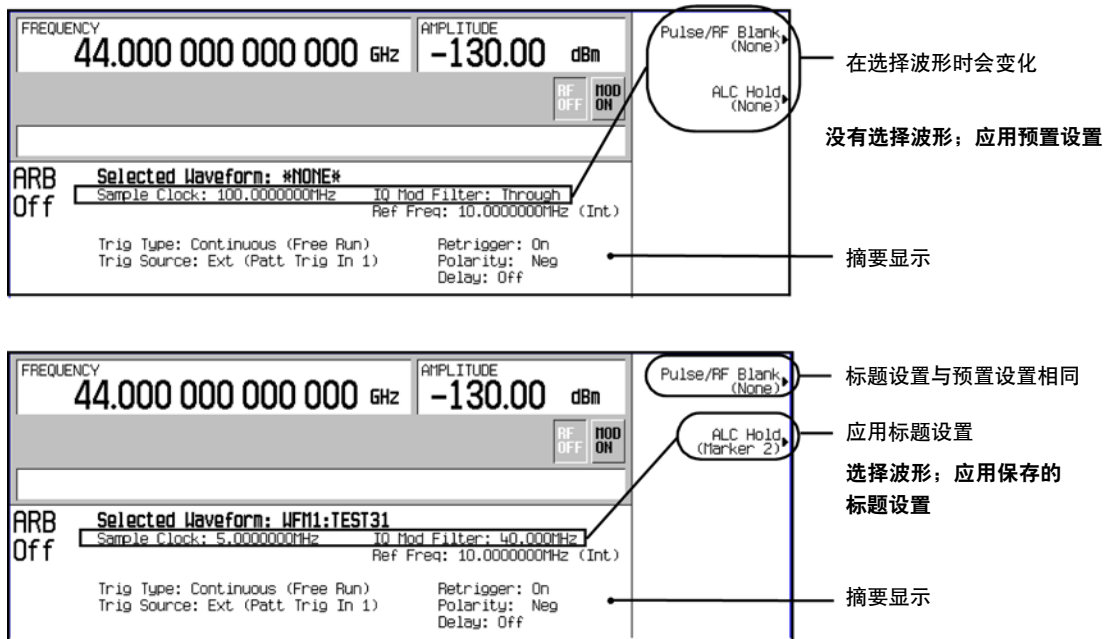 FREQUENCY
44.000 000 000 000 GHz
AMPLITUDE
-130.00 dBm
Pulse/RF Blank
(None)
在选择波形时会变化
RF OFF
MOD ON
ALC Hold
(None)
没有选择波形；应用预置设置
ARB Off
Selected Waveform: *NONE*
Sample Clock: 100.0000000MHz IQ Mod Filter: Through
Ref Freq: 10.0000000MHz (Int)
Trig Type: Continuous (Free Run) Retrigger: On
Trig Source: Ext (Patt Trig In 1) Polarity: Neg
Delay: Off
摘要显示
FREQUENCY
44.000 000 000 000 GHz
AMPLITUDE
-130.00 dBm
Pulse/RF Blank
(None)
标题设置与预置设置相同
RF OFF
MOD ON
ALC Hold
(Marker 2)
应用标题设置
选择波形；应用保存的
标题设置
ARB Off
Selected Waveform: WFM1:TEST31
Sample Clock: 5.0000000MHz IQ Mod Filter: 40.000MHz
Ref Freq: 10.0000000MHz (Int)
Trig Type: Continuous (Free Run) Retrigger: On
Trig Source: Ext (Patt Trig In 1) Polarity: Neg
Delay: Off
摘要显示